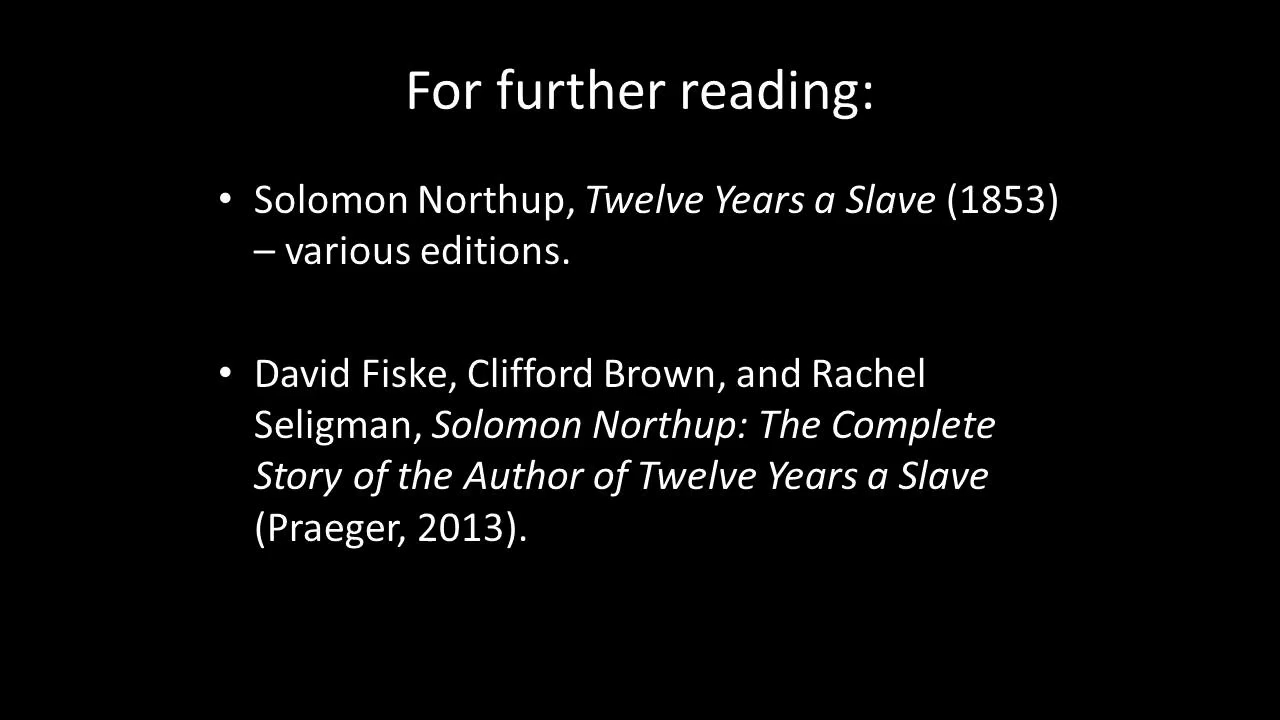 For further reading:
• Solomon Northup, Twelve Years a Slave (1853)
– various editions.
• David Fiske, Clifford Brown, and Rachel
Seligman, Solomon Northup: The Complete
Story of the Author of Twelve Years a Slave
(Praeger, 2013).